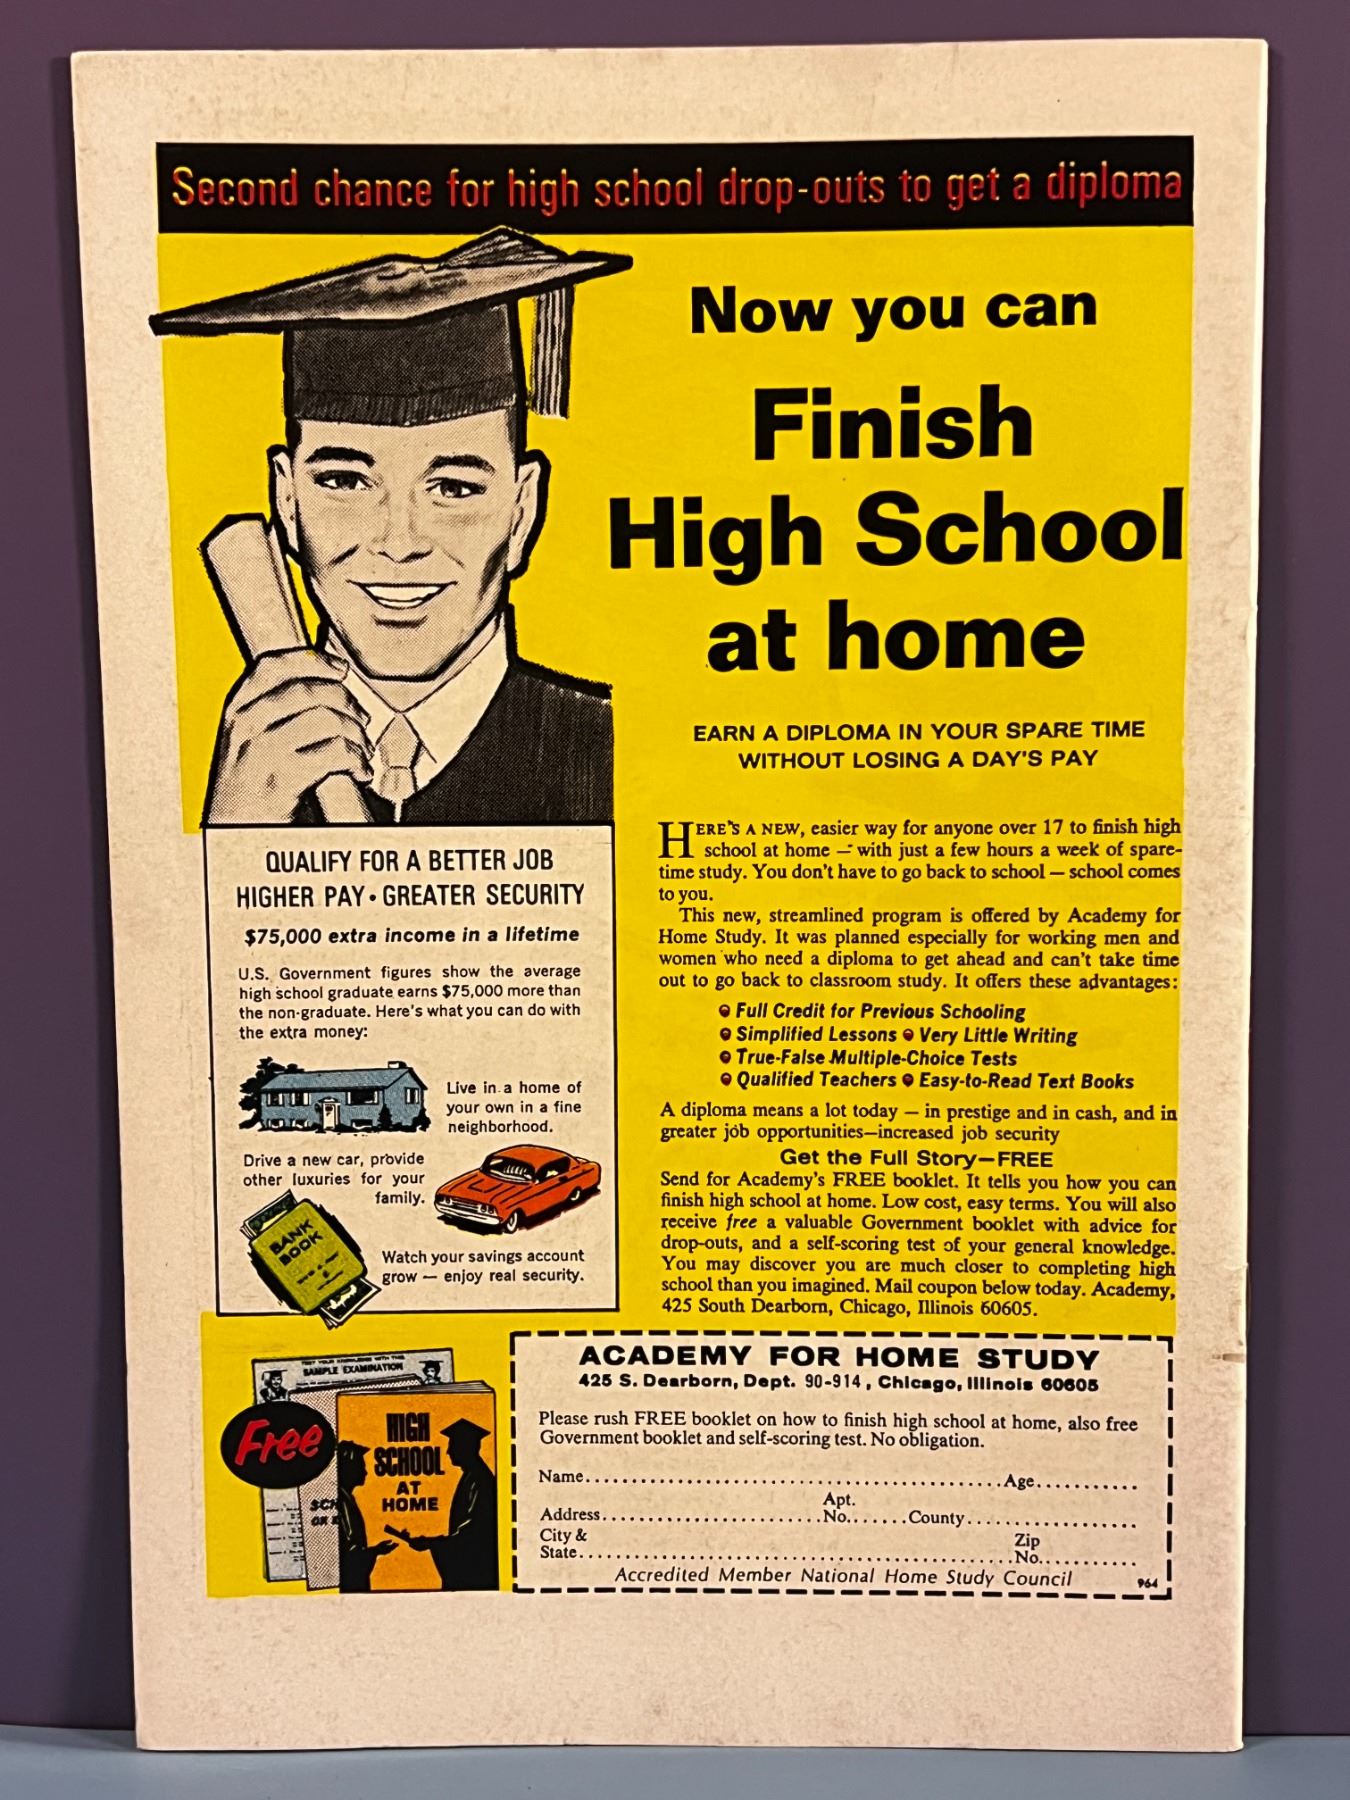 Second chance for high school drop-outs to get a diploma
Now you can
Finish
High School
at home
EARN A DIPLOMA IN YOUR SPARE TIME
WITHOUT LOSING A DAY'S PAY
HERE'S A NEW, easier way for anyone over 17 to finish high
school at home — with just a few hours a week of spare-
time study. You don't have to go back to school — school comes
to you.
This new, streamlined program is offered by Academy for
Home Study. It was planned especially for working men and
women who need a diploma to get ahead and can't take time
out to go back to classroom study. It offers these advantages:
• Full Credit for Previous Schooling
• Simplified Lessons • Very Little Writing
• True-False Multiple-Choice Tests
• Qualified Teachers • Easy-to-Read Text Books
A diploma means a lot today — in prestige and in cash, and in
greater job opportunities—increased job security
Get the Full Story—FREE
Send for Academy's FREE booklet. It tells you how you can
finish high school at home. Low cost, easy terms. You will also
receive free a valuable Government booklet with advice for
drop-outs, and a self-scoring test of your general knowledge.
You may discover you are much closer to completing high
school than you imagined. Mail coupon below today. Academy,
425 South Dearborn, Chicago, Illinois 60605.
QUALIFY FOR A BETTER JOB
HIGHER PAY • GREATER SECURITY
$75,000 extra income in a lifetime
U.S. Government figures show the average
high school graduate earns $75,000 more than
the non-graduate. Here's what you can do with
the extra money:
Live in a home of
your own in a fine
neighborhood.
Drive a new car, provide
other luxuries for your
family.
BANK
BOOK
Watch your savings account
grow — enjoy real security.
TEST YOUR KNOWLEDGE WITH THIS
SAMPLE EXAMINATION
Free
HIGH
SCHOOL
AT
HOME
SCH
OR
ACADEMY FOR HOME STUDY
425 S. Dearborn, Dept. 90-914, Chicago, Illinois 60605
Please rush FREE booklet on how to finish high school at home, also free
Government booklet and self-scoring test. No obligation.
Name..........Age..........
Address..........Apt. No.......County..........
City &
State..........Zip No..........
Accredited Member National Home Study Council
964